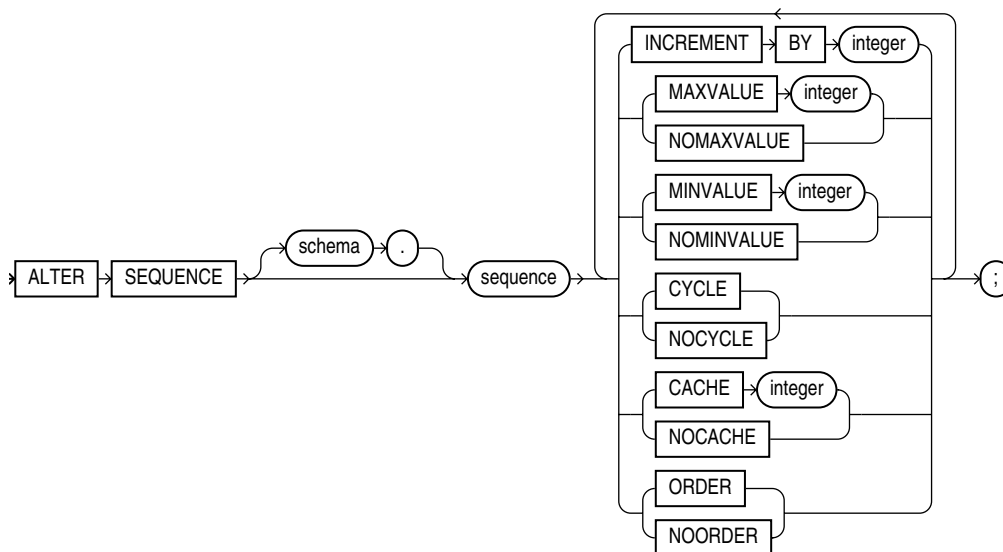 INCREMENT BY integer
MAXVALUE integer
NOMAXVALUE
MINVALUE integer
NOMINVALUE
ALTER SEQUENCE schema . sequence ;
CYCLE
NOCYCLE
CACHE integer
NOCACHE
ORDER
NOORDER